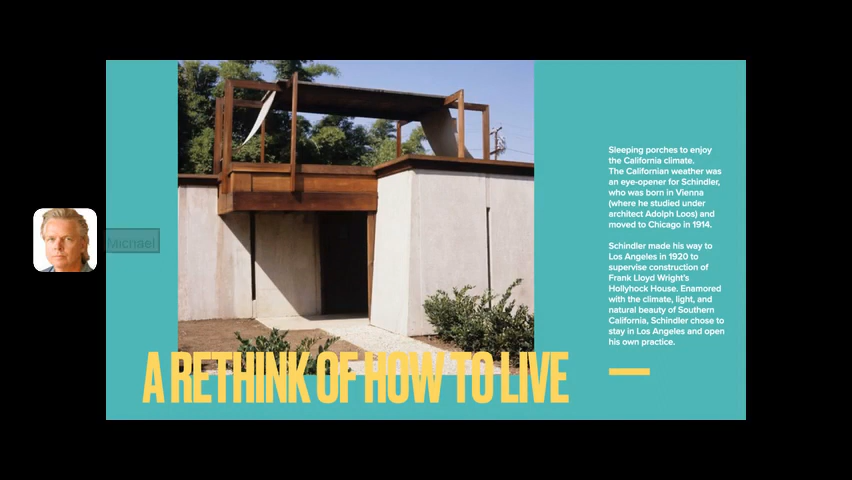 Michael
Sleeping porches to enjoy
the California climate.
The Californian weather was
an eye-opener for Schindler,
who was born in Vienna
(where he studied under
architect Adolph Loos) and
moved to Chicago in 1914.
Schindler made his way to
Los Angeles in 1920 to
supervise construction of
Frank Lloyd Wright's
Hollyhock House. Enamored
with the climate, light, and
natural beauty of Southern
California, Schindler chose to
stay in Los Angeles and open
his own practice.
A RETHINK OF HOW TO LIVE